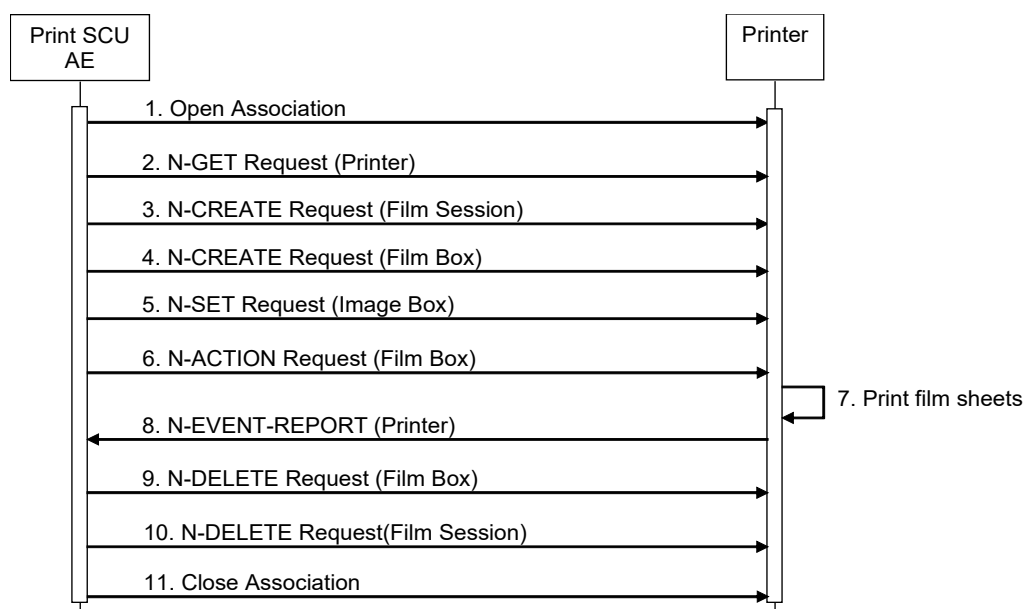 Print SCU
AE
Printer
1. Open Association
2. N-GET Request (Printer)
3. N-CREATE Request (Film Session)
4. N-CREATE Request (Film Box)
5. N-SET Request (Image Box)
6. N-ACTION Request (Film Box)
7. Print film sheets
8. N-EVENT-REPORT (Printer)
9. N-DELETE Request (Film Box)
10. N-DELETE Request(Film Session)
11. Close Association